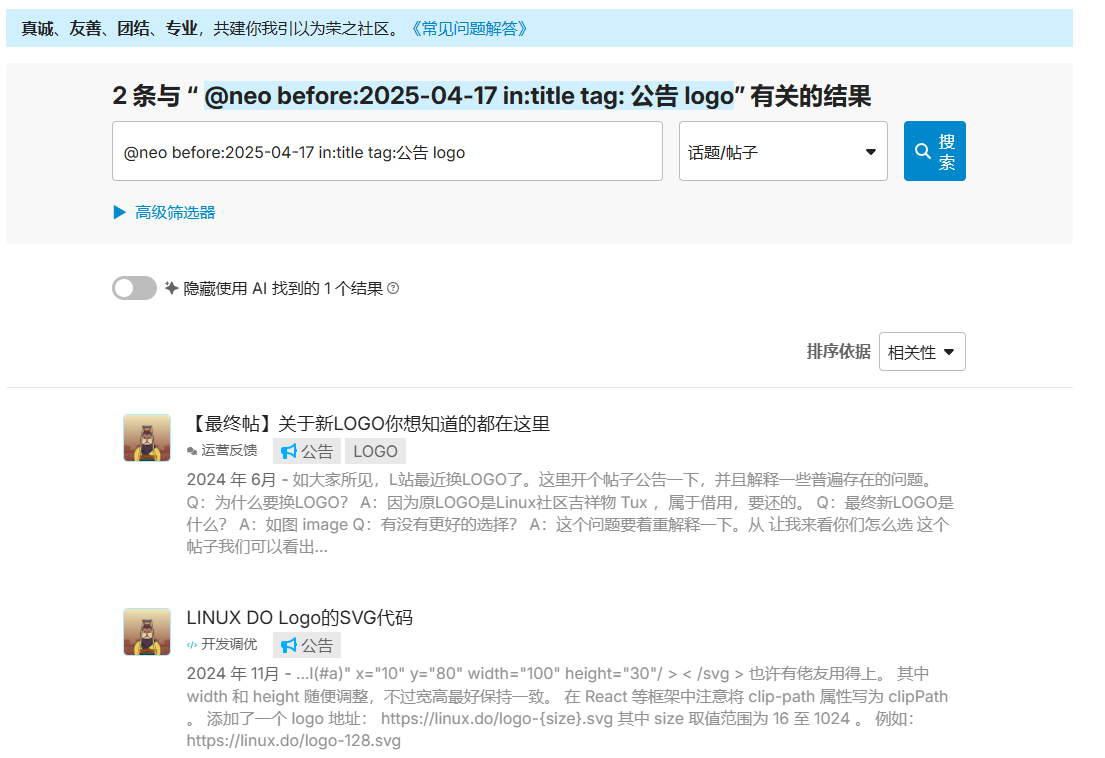 真诚、友善、团结、专业，共建你我引以为荣之社区。《常见问题解答》
2 条与 “ @neo before:2025-04-17 in:title tag: 公告 logo” 有关的结果
@neo before:2025-04-17 in:title tag:公告 logo
话题/帖子
搜索
高级筛选器
隐藏使用 AI 找到的 1 个结果
排序依据 相关性
【最终帖】关于新LOGO你想知道的都在这里
运营反馈 公告 LOGO
2024 年 6月 - 如大家所见，L站最近换LOGO了。这里开个帖子公告一下，并且解释一些普遍存在的问题。
Q：为什么要换LOGO？ A：因为原LOGO是Linux社区吉祥物 Tux ，属于借用，要还的。 Q：最终新LOGO是
什么？ A：如图 image Q：有没有更好的选择？ A：这个问题要着重解释一下。从 让我来看你们怎么选 这个
帖子我们可以看出...
LINUX DO Logo的SVG代码
开发调优 公告
2024 年 11月 - ...l(#a)" x="10" y="80" width="100" height="30"/ > < /svg > 也许有佬友用得上。 其中
width 和 height 随便调整，不过宽高最好保持一致。 在 React 等框架中注意将 clip-path 属性写为 clipPath
。 添加了一个 logo 地址： https://linux.do/logo-{size}.svg 其中 size 取值范围为 16 至 1024 。 例如：
https://linux.do/logo-128.svg